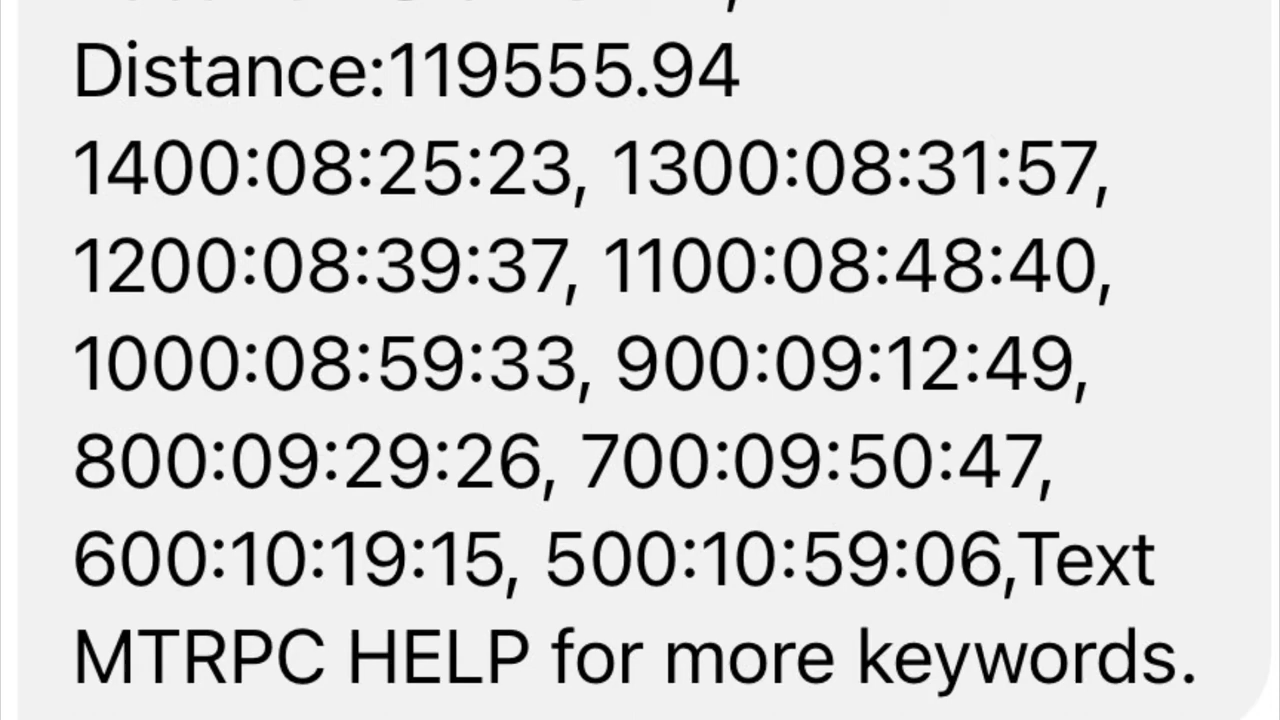 Distance:119555.94
1400:08:25:23, 1300:08:31:57,
1200:08:39:37, 1100:08:48:40,
1000:08:59:33, 900:09:12:49,
800:09:29:26, 700:09:50:47,
600:10:19:15, 500:10:59:06,Text
MTRPC HELP for more keywords.